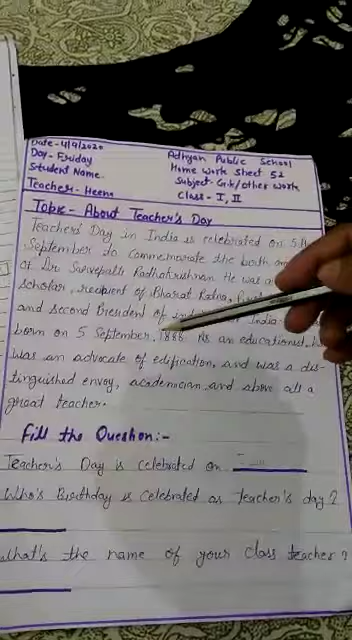 Date - 4/9/2020
Day - Friday
Student Name
Teacher - Heena
Adhyan Public School
Home Work Sheet 52
Subject - G.K/other work
Class - I, II
Topic - About Teacher's Day
Teachers' Day in India is celebrated on 5th
September to commemorate the birth
of Dr. Sarvepalli Radhakrishnan. He was a
scholar, recipient of Bharat Ratna,
and second President of India
born on 5 September, 1888. As an educationist, h
was an advocate of edification, and was a dis-
tinguished envoy, academician, and above all a
great teacher.
Fill the Question:-
Teacher's Day is celebrated on
Who's Birthday is celebrated as teacher's day?
what's the name of your class teacher?